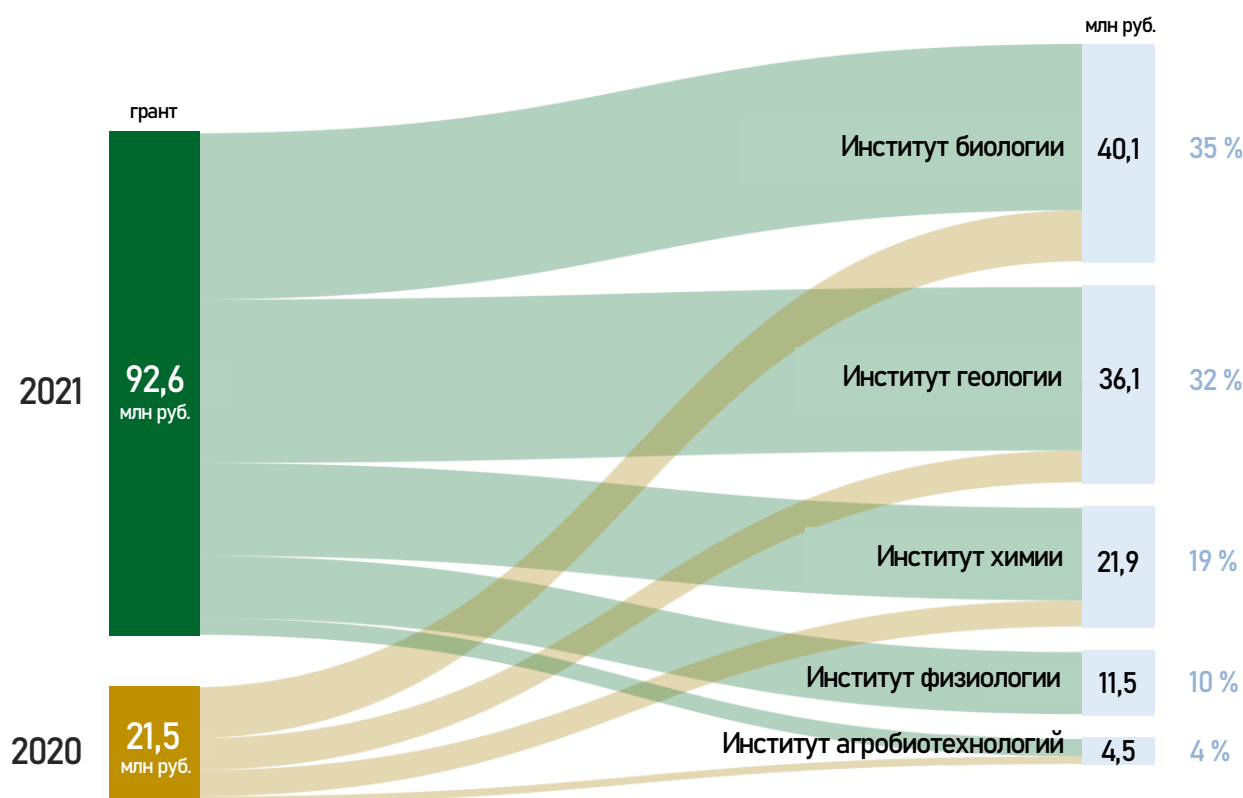 млн руб.
грант
Институт биологии
40,1
35 %
2021
92,6
млн руб.
Институт геологии
36,1
32 %
Институт химии
21,9
19 %
Институт физиологии
11,5
10 %
2020
21,5
млн руб.
Институт агробиотехнологий
4,5
4 %